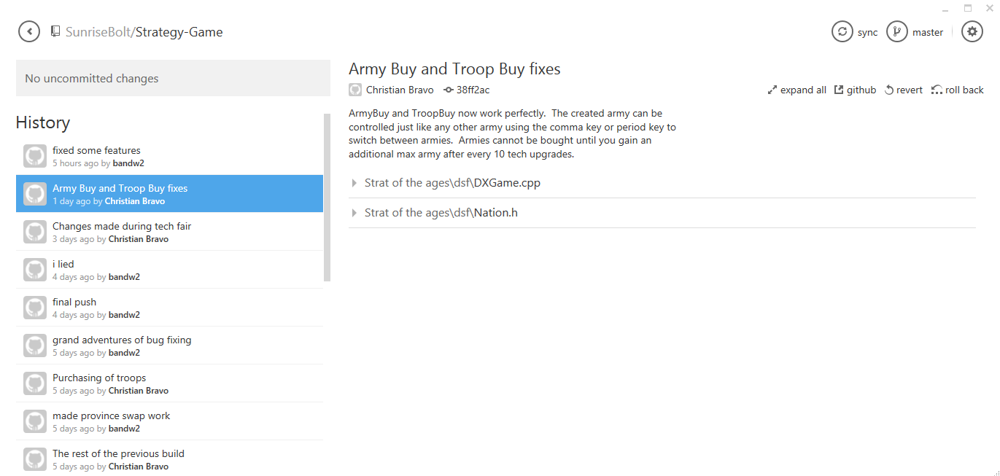 SunriseBolt/Strategy-Game
sync
master
No uncommitted changes
History
fixed some features
5 hours ago by bandw2
Army Buy and Troop Buy fixes
1 day ago by Christian Bravo
Changes made during tech fair
3 days ago by Christian Bravo
i lied
4 days ago by bandw2
final push
4 days ago by bandw2
grand adventures of bug fixing
5 days ago by bandw2
Purchasing of troops
5 days ago by Christian Bravo
made province swap work
5 days ago by bandw2
The rest of the previous build
5 days ago by Christian Bravo
Army Buy and Troop Buy fixes
Christian Bravo 38ff2ac
expand all github revert roll back
ArmyBuy and TroopBuy now work perfectly.  The created army can be
controlled just like any other army using the comma key or period key to
switch between armies.  Armies cannot be bought until you gain an
additional max army after every 10 tech upgrades.
Strat of the ages\dsf\DXGame.cpp
Strat of the ages\dsf\Nation.h